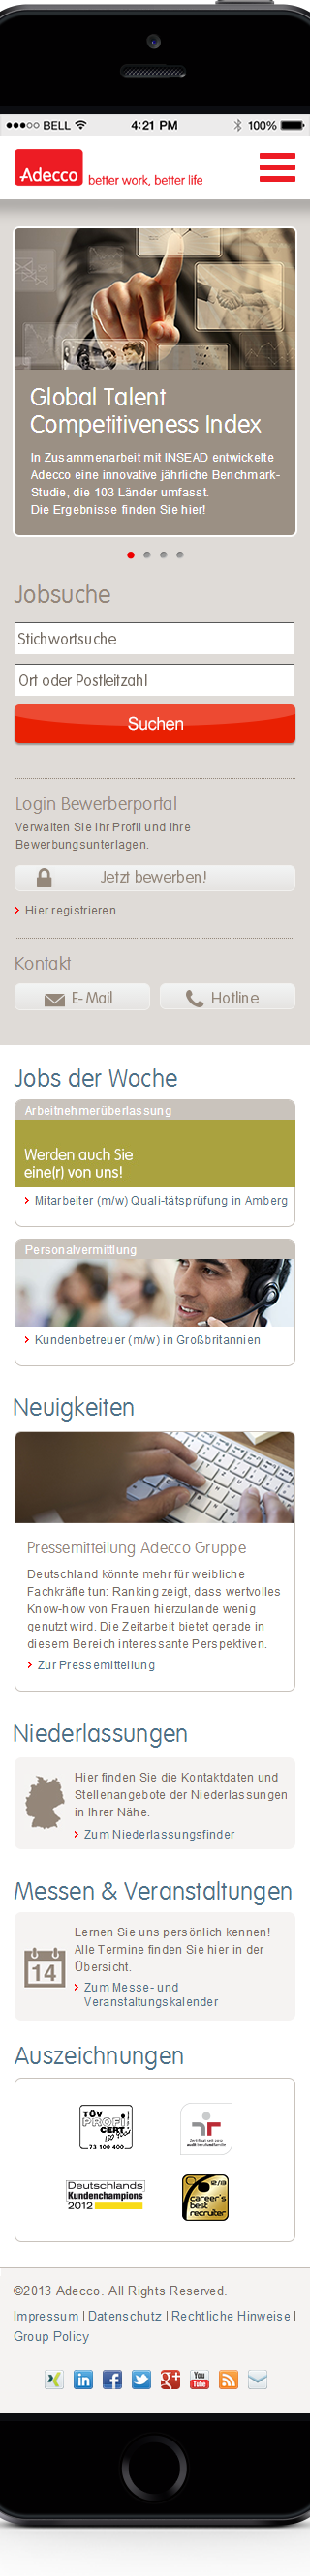 BELL 4:21 PM 100%
Adecco better work, better life
Global Talent
Competitiveness Index
In Zusammenarbeit mit INSEAD entwickelte
Adecco eine innovative jährliche Benchmark-
Studie, die 103 Länder umfasst.
Die Ergebnisse finden Sie hier!
Jobsuche
Stichwortsuche
Ort oder Postleitzahl
Suchen
Login Bewerberportal
Verwalten Sie Ihr Profil und Ihre
Bewerbungsunterlagen.
Jetzt bewerben!
Hier registrieren
Kontakt
E-Mail Hotline
Jobs der Woche
Arbeitnehmerüberlassung
Werden auch Sie
eine(r) von uns!
Mitarbeiter (m/w) Quali-tätsprüfung in Amberg
Personalvermittlung
Kundenbetreuer (m/w) in Großbritannien
Neuigkeiten
Pressemitteilung Adecco Gruppe
Deutschland könnte mehr für weibliche
Fachkräfte tun: Ranking zeigt, dass wertvolles
Know-how von Frauen hierzulande wenig
genutzt wird. Die Zeitarbeit bietet gerade in
diesem Bereich interessante Perspektiven.
Zur Pressemitteilung
Niederlassungen
Hier finden Sie die Kontaktdaten und
Stellenangebote der Niederlassungen
in Ihrer Nähe.
Zum Niederlassungsfinder
Messen & Veranstaltungen
14
Lernen Sie uns persönlich kennen!
Alle Termine finden Sie hier in der
Übersicht.
Zum Messe- und
Veranstaltungskalender
Auszeichnungen
TÜV
PROFI
CERT
73 100 400
Deutschlands
Kundenchampions
2012
12/13
career's
best
recruiter
©2013 Adecco. All Rights Reserved.
Impressum | Datenschutz | Rechtliche Hinweise |
Group Policy
You
Tube